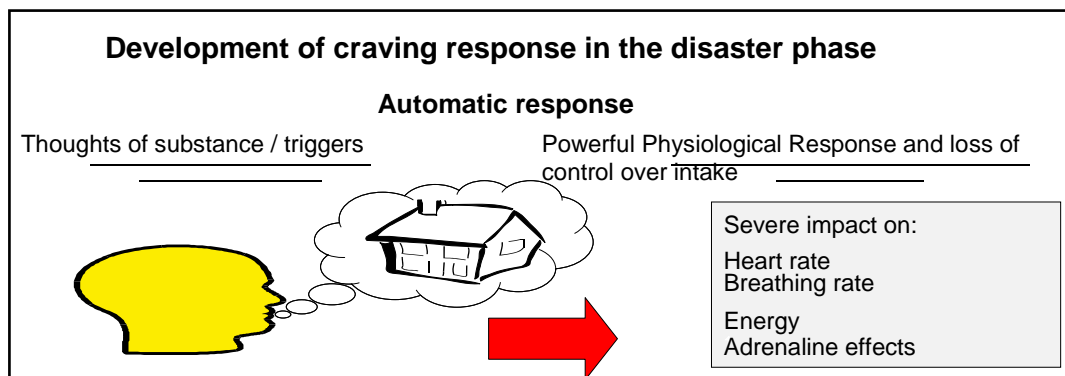 Development of craving response in the disaster phase
Automatic response
Thoughts of substance / triggers
Powerful Physiological Response and loss of
control over intake
Severe impact on:
Heart rate
Breathing rate
Energy
Adrenaline effects